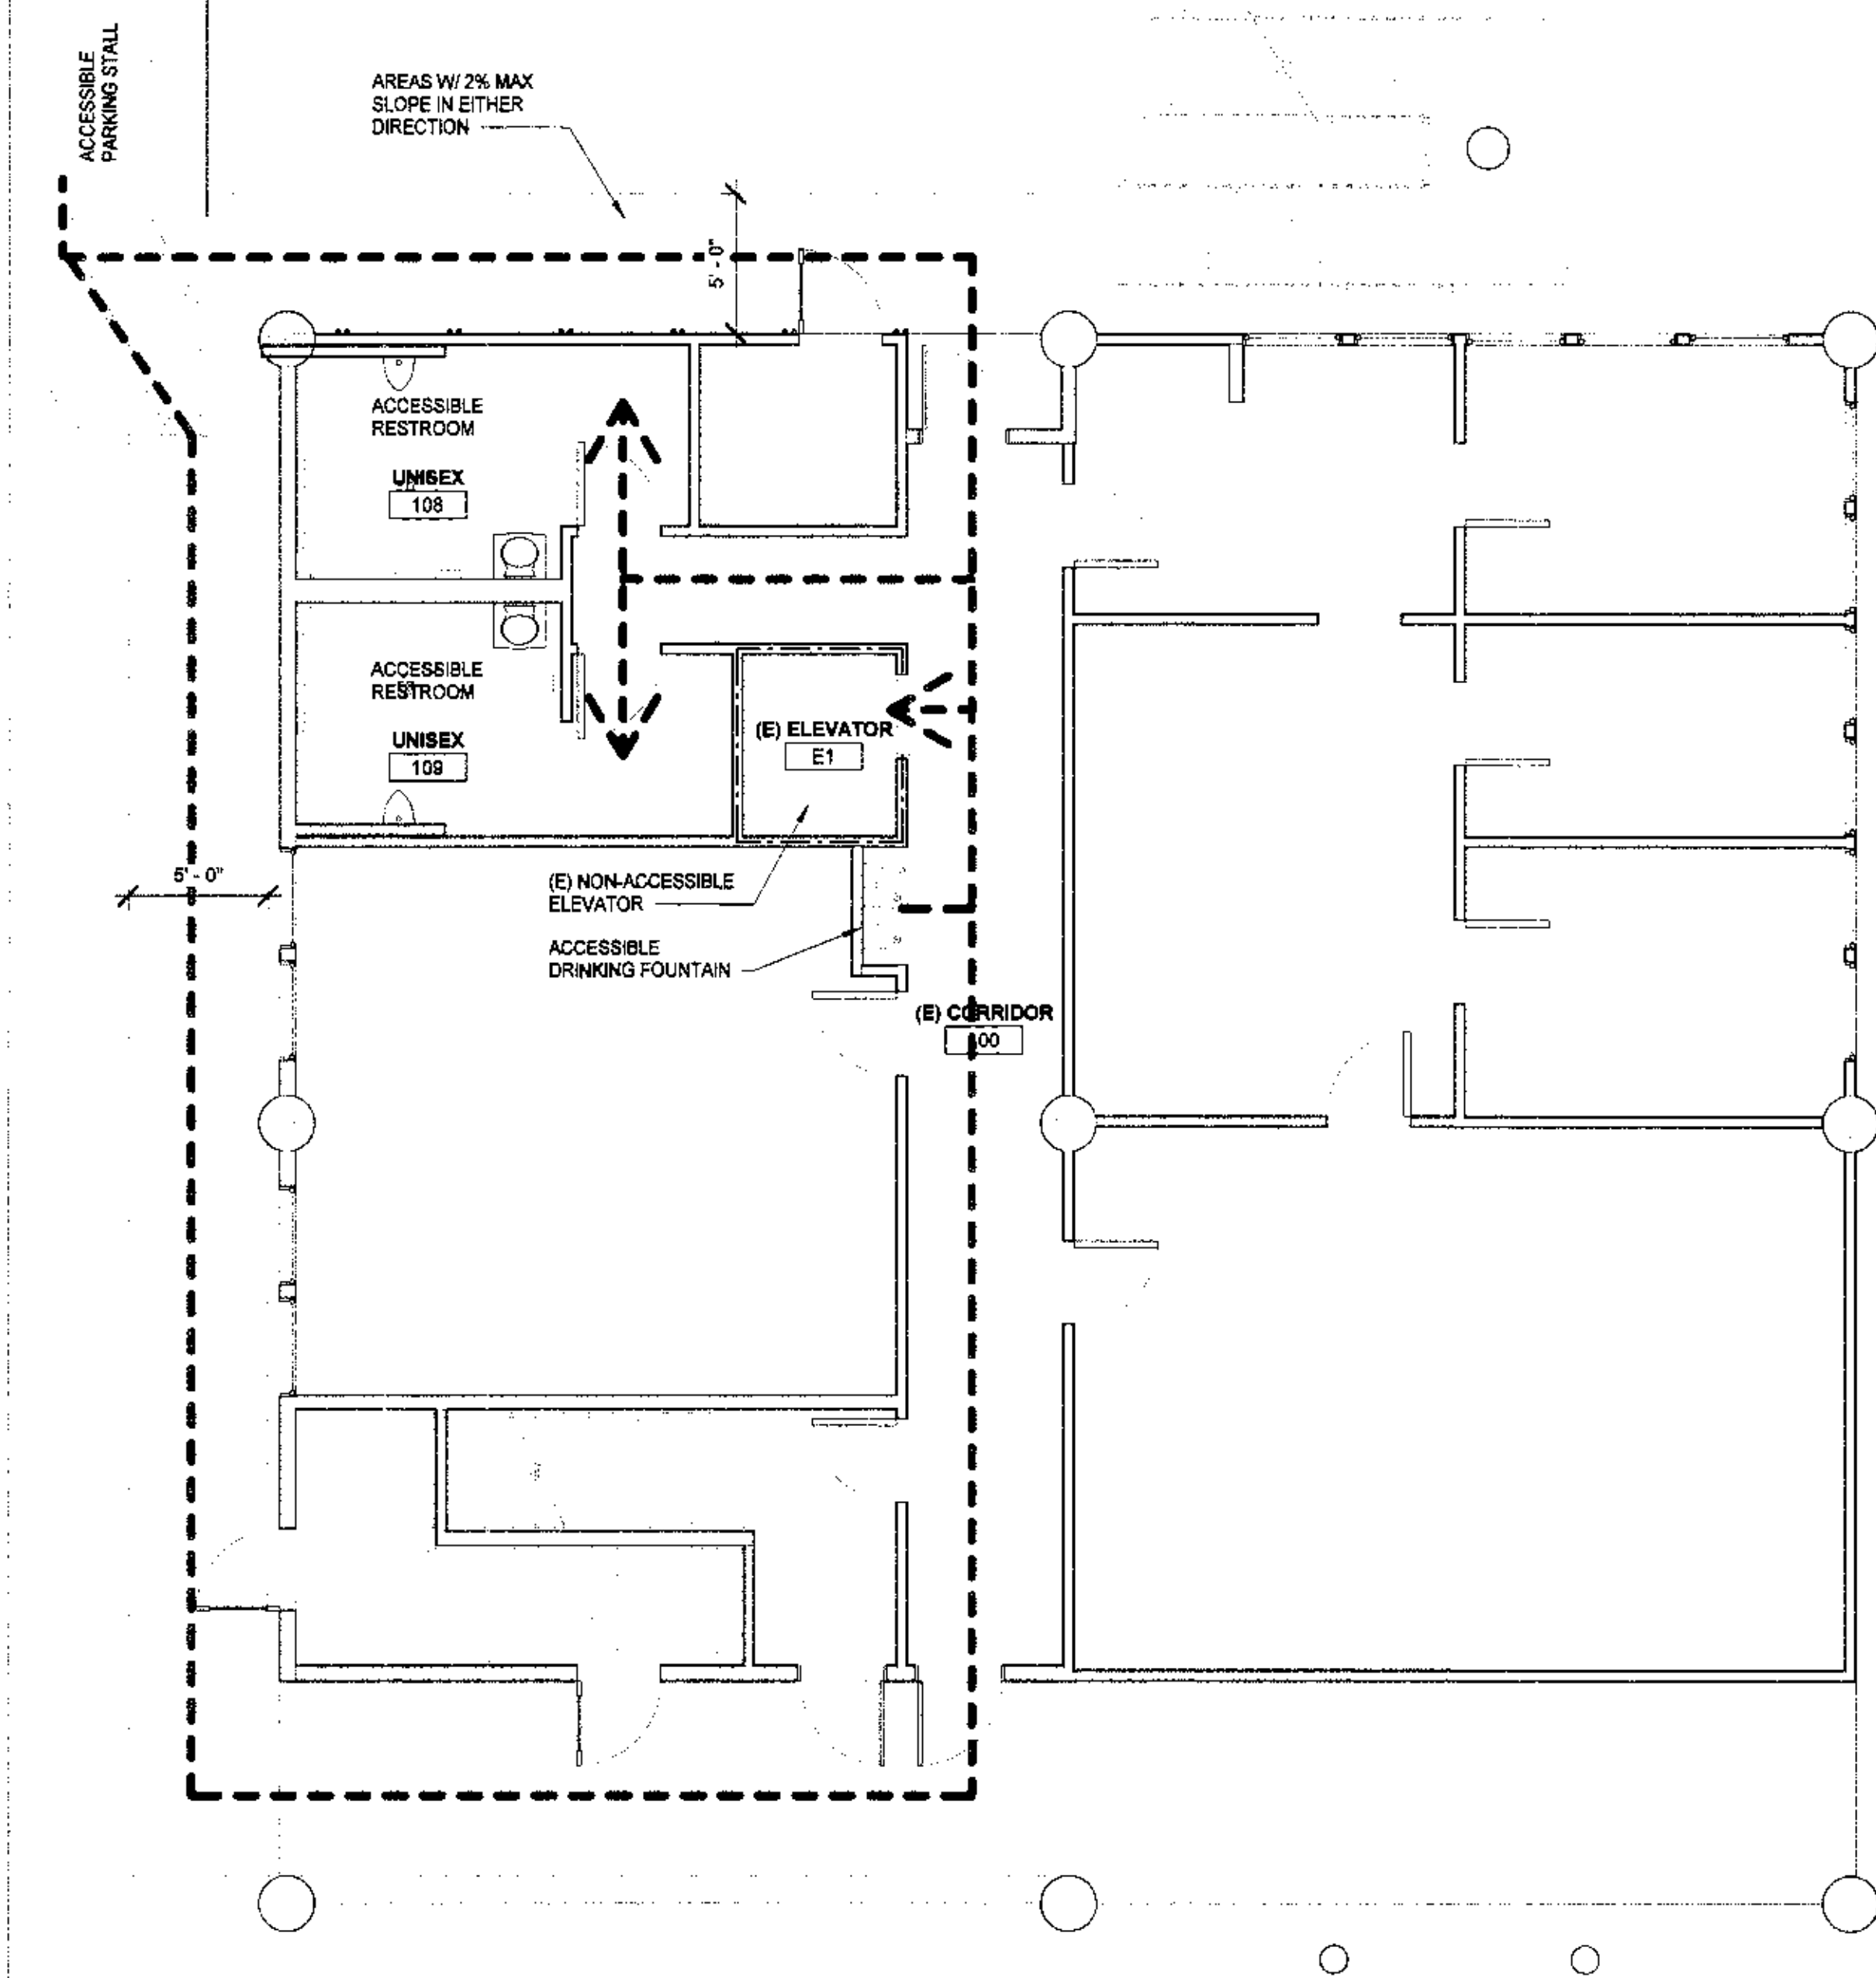 ACCESSIBLE
PARKING STALL
AREAS W/ 2% MAX
SLOPE IN EITHER
DIRECTION
5' - 0"
ACCESSIBLE
RESTROOM
UNISEX
108
ACCESSIBLE
RESTROOM
UNISEX
109
(E) ELEVATOR
E1
5' - 0"
(E) NON-ACCESSIBLE
ELEVATOR
ACCESSIBLE
DRINKING FOUNTAIN
(E) CORRIDOR